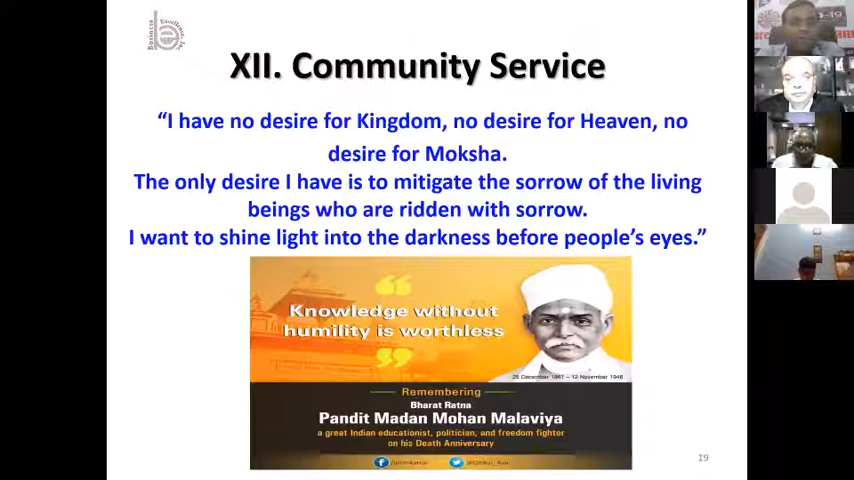 Business Excellence, Inc.
XII. Community Service
“I have no desire for Kingdom, no desire for Heaven, no
desire for Moksha.
The only desire I have is to mitigate the sorrow of the living
beings who are ridden with sorrow.
I want to shine light into the darkness before people’s eyes.”
Knowledge without
humility is worthless
25 December 1861 – 12 November 1946
Remembering
Bharat Ratna
Pandit Madan Mohan Malaviya
a great Indian educationist, politician, and freedom fighter
on his Death Anniversary
19